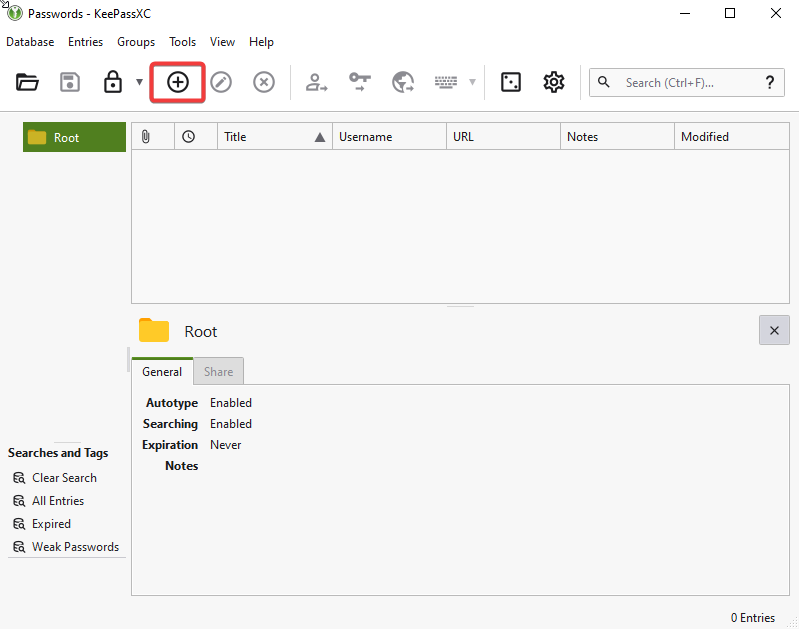 Passwords - KeePassXC
Database Entries Groups Tools View Help
Search (Ctrl+F)... ?
Root
Title Username URL Notes Modified
Root
General Share
Autotype Enabled
Searching Enabled
Expiration Never
Notes
Searches and Tags
Clear Search
All Entries
Expired
Weak Passwords
0 Entries